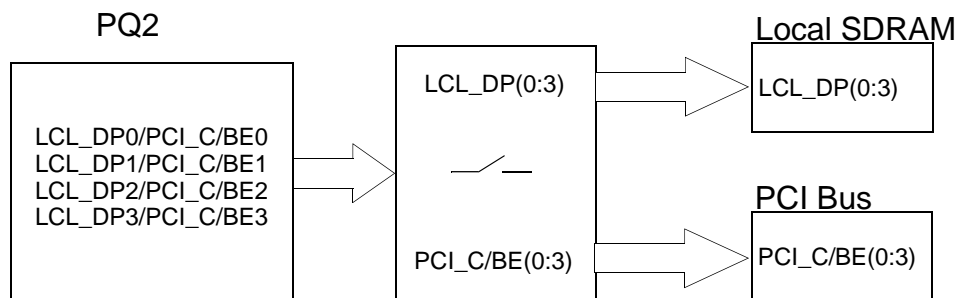 PQ2
LCL_DP0/PCI_C/BE0
LCL_DP1/PCI_C/BE1
LCL_DP2/PCI_C/BE2
LCL_DP3/PCI_C/BE3
LCL_DP(0:3)
PCI_C/BE(0:3)
Local SDRAM
LCL_DP(0:3)
PCI Bus
PCI_C/BE(0:3)